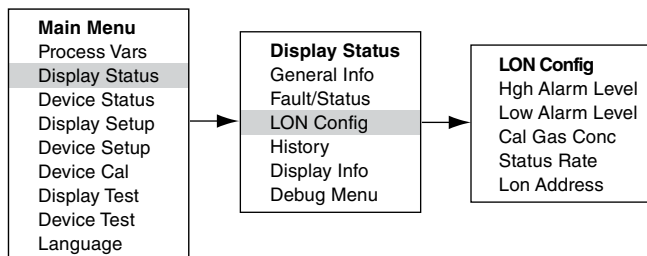 Main Menu
Process Vars
Display Status
Device Status
Display Setup
Device Setup
Device Cal
Display Test
Device Test
Language
Display Status
General Info
Fault/Status
LON Config
History
Display Info
Debug Menu
LON Config
Hgh Alarm Level
Low Alarm Level
Cal Gas Conc
Status Rate
Lon Address